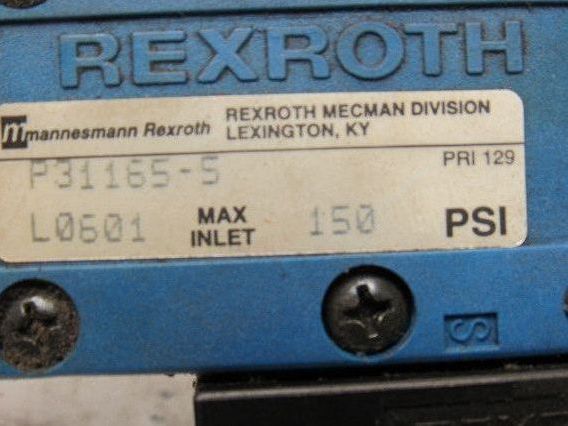 REXROTH
mannesmann Rexroth REXROTH MECMAN DIVISION
LEXINGTON, KY
P31165-5 PRI 129
L0601 MAX INLET 150 PSI
S